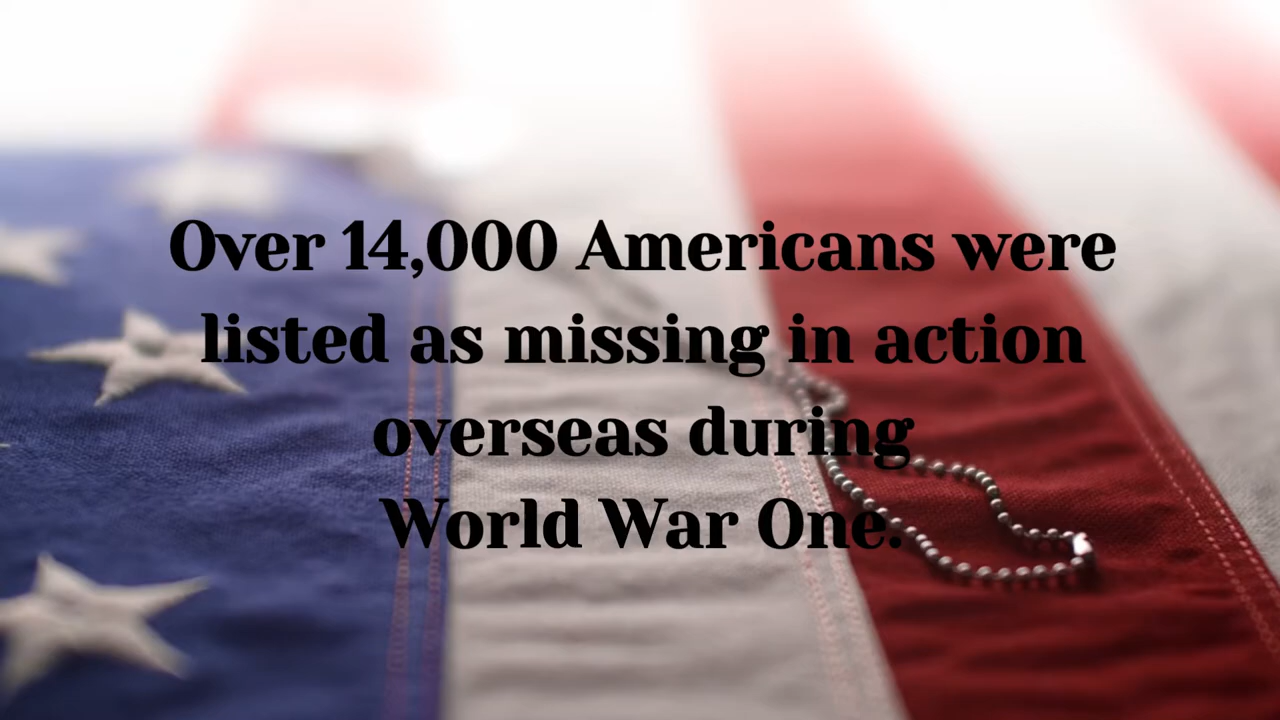 Over 14,000 Americans were
listed as missing in action
overseas during
World War One.